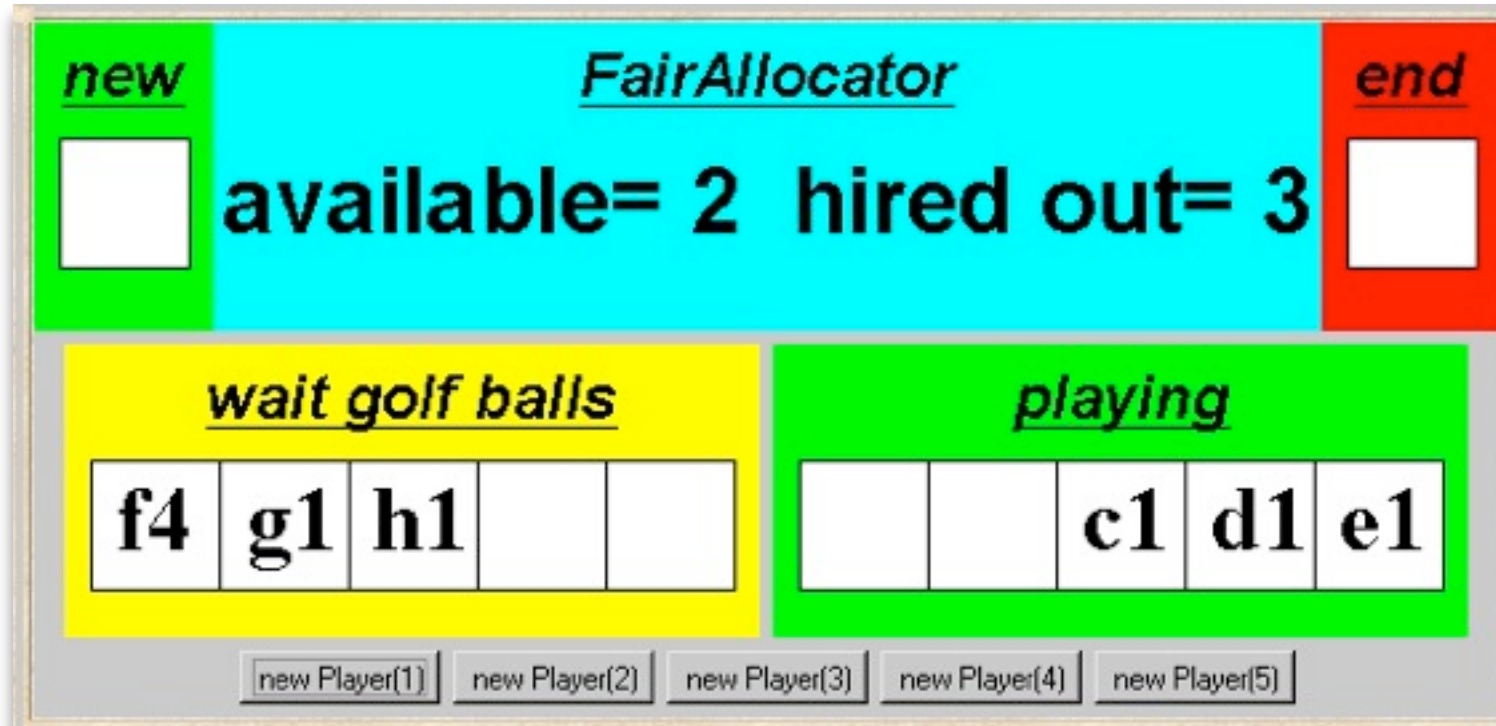 new
FairAllocator
end
available= 2 hired out= 3
wait golf balls
playing
f4 g1 h1
c1 d1 e1
new Player(1) new Player(2) new Player(3) new Player(4) new Player(5)